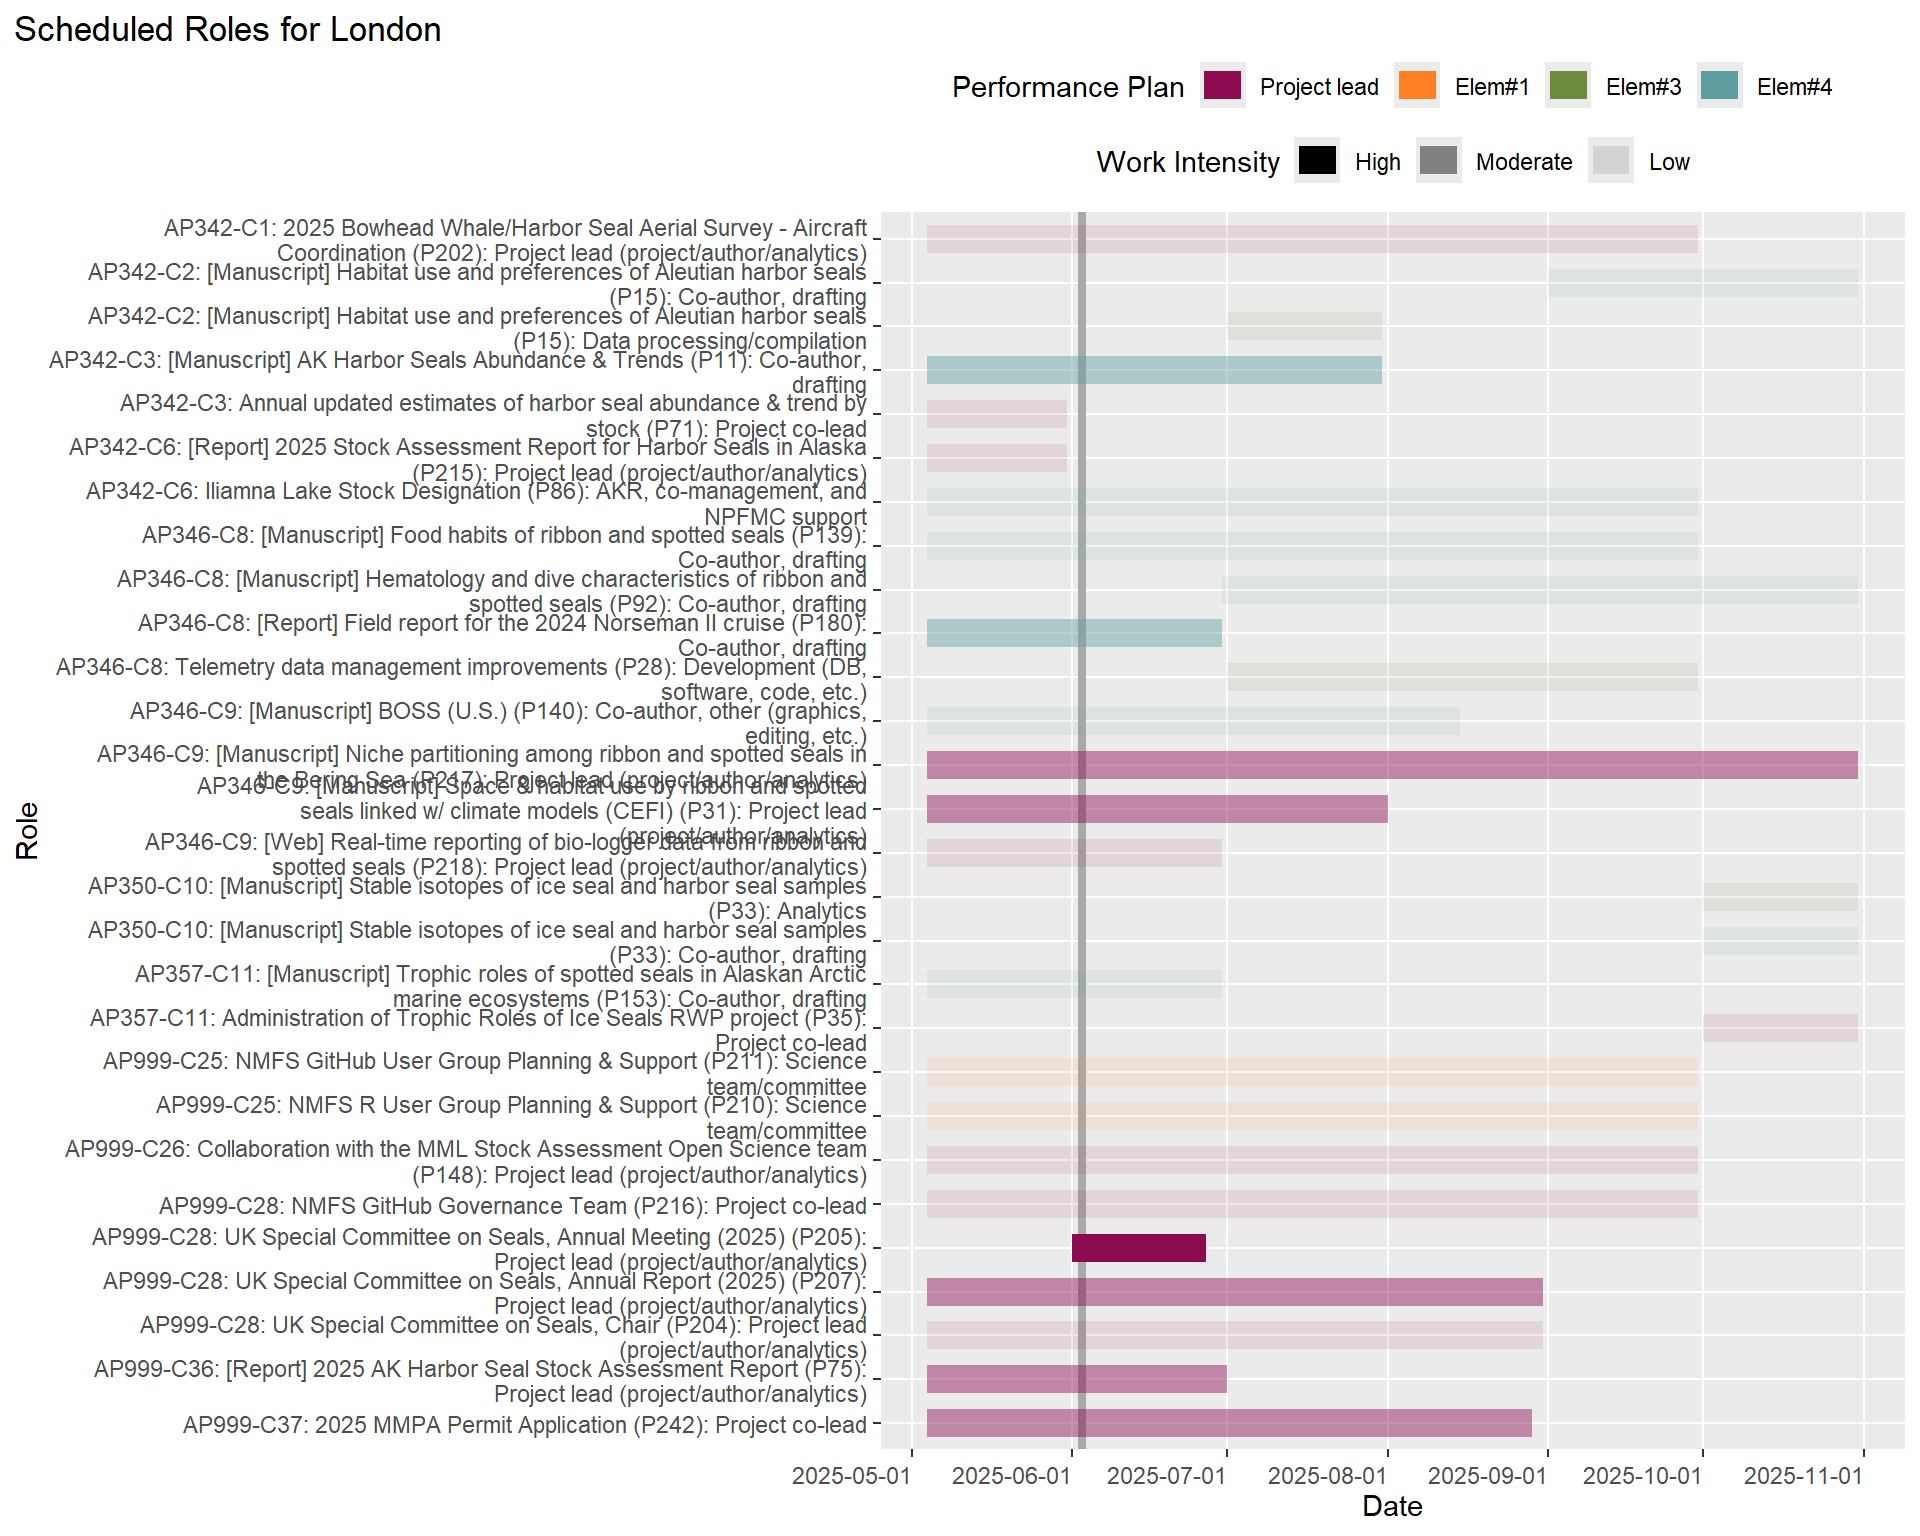 Scheduled Roles for London
Performance Plan Project lead Elem#1 Elem#3 Elem#4
Work Intensity High Moderate Low
AP342-C1: 2025 Bowhead Whale/Harbor Seal Aerial Survey - Aircraft
Coordination (P202): Project lead (project/author/analytics)
AP342-C2: [Manuscript] Habitat use and preferences of Aleutian harbor seals
(P15): Co-author, drafting
AP342-C2: [Manuscript] Habitat use and preferences of Aleutian harbor seals
(P15): Data processing/compilation
AP342-C3: [Manuscript] AK Harbor Seals Abundance & Trends (P11): Co-author,
drafting
AP342-C3: Annual updated estimates of harbor seal abundance & trend by
stock (P71): Project co-lead
AP342-C6: [Report] 2025 Stock Assessment Report for Harbor Seals in Alaska
(P215): Project lead (project/author/analytics)
AP342-C6: Iliamna Lake Stock Designation (P86): AKR, co-management, and
NPFMC support
AP346-C8: [Manuscript] Food habits of ribbon and spotted seals (P139):
Co-author, drafting
AP346-C8: [Manuscript] Hematology and dive characteristics of ribbon and
spotted seals (P92): Co-author, drafting
AP346-C8: [Report] Field report for the 2024 Norseman II cruise (P180):
Co-author, drafting
AP346-C8: Telemetry data management improvements (P28): Development (DB,
software, code, etc.)
AP346-C9: [Manuscript] BOSS (U.S.) (P140): Co-author, other (graphics,
editing, etc.)
AP346-C9: [Manuscript] Niche partitioning among ribbon and spotted seals in
the Bering Sea (P217): Project lead (project/author/analytics)
AP346-C9: [Manuscript] Space & habitat use by ribbon and spotted
seals linked w/ climate models (CEFI) (P31): Project lead
(project/author/analytics)
AP346-C9: [Web] Real-time reporting of bio-logger data from ribbon and
spotted seals (P218): Project lead (project/author/analytics)
AP350-C10: [Manuscript] Stable isotopes of ice seal and harbor seal samples
(P33): Analytics
AP350-C10: [Manuscript] Stable isotopes of ice seal and harbor seal samples
(P33): Co-author, drafting
AP357-C11: [Manuscript] Trophic roles of spotted seals in Alaskan Arctic
marine ecosystems (P153): Co-author, drafting
AP357-C11: Administration of Trophic Roles of Ice Seals RWP project (P35):
Project co-lead
AP999-C25: NMFS GitHub User Group Planning & Support (P211): Science
team/committee
AP999-C25: NMFS R User Group Planning & Support (P210): Science
team/committee
AP999-C26: Collaboration with the MML Stock Assessment Open Science team
(P148): Project lead (project/author/analytics)
AP999-C28: NMFS GitHub Governance Team (P216): Project co-lead
AP999-C28: UK Special Committee on Seals, Annual Meeting (2025) (P205):
Project lead (project/author/analytics)
AP999-C28: UK Special Committee on Seals, Annual Report (2025) (P207):
Project lead (project/author/analytics)
AP999-C28: UK Special Committee on Seals, Chair (P204): Project lead
(project/author/analytics)
AP999-C36: [Report] 2025 AK Harbor Seal Stock Assessment Report (P75):
Project lead (project/author/analytics)
AP999-C37: 2025 MMPA Permit Application (P242): Project co-lead
Role
2025-05-01 2025-06-01 2025-07-01 2025-08-01 2025-09-01 2025-10-01 2025-11-01
Date